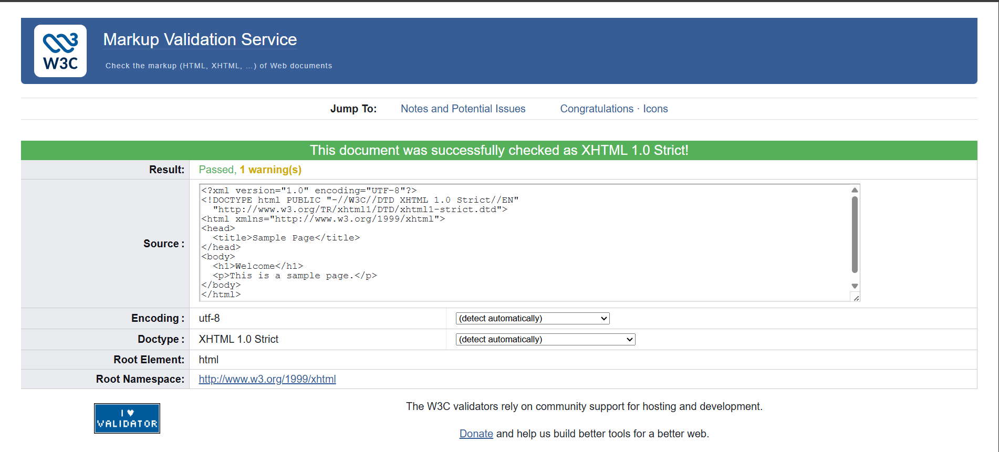 W3C
Markup Validation Service
Check the markup (HTML, XHTML, ...) of Web documents
Jump To: Notes and Potential Issues Congratulations · Icons
This document was successfully checked as XHTML 1.0 Strict!
Result: Passed, 1 warning(s)
Source :
<?xml version="1.0" encoding="UTF-8"?>
<!DOCTYPE html PUBLIC "-//W3C//DTD XHTML 1.0 Strict//EN"
  "http://www.w3.org/TR/xhtml1/DTD/xhtml1-strict.dtd">
<html xmlns="http://www.w3.org/1999/xhtml">
<head>
  <title>Sample Page</title>
</head>
<body>
  <h1>Welcome</h1>
  <p>This is a sample page.</p>
</body>
</html>
Encoding : utf-8 (detect automatically)
Doctype : XHTML 1.0 Strict (detect automatically)
Root Element: html
Root Namespace: http://www.w3.org/1999/xhtml
I ♥
VALIDATOR
The W3C validators rely on community support for hosting and development.
Donate and help us build better tools for a better web.